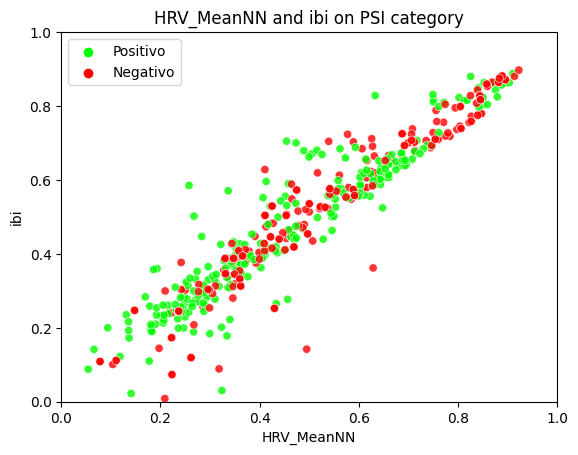 HRV_MeanNN and ibi on PSI category
Positivo
Negativo
1.0
0.8
0.6
0.4
0.2
0.0
ibi
0.0 0.2 0.4 0.6 0.8 1.0
HRV_MeanNN